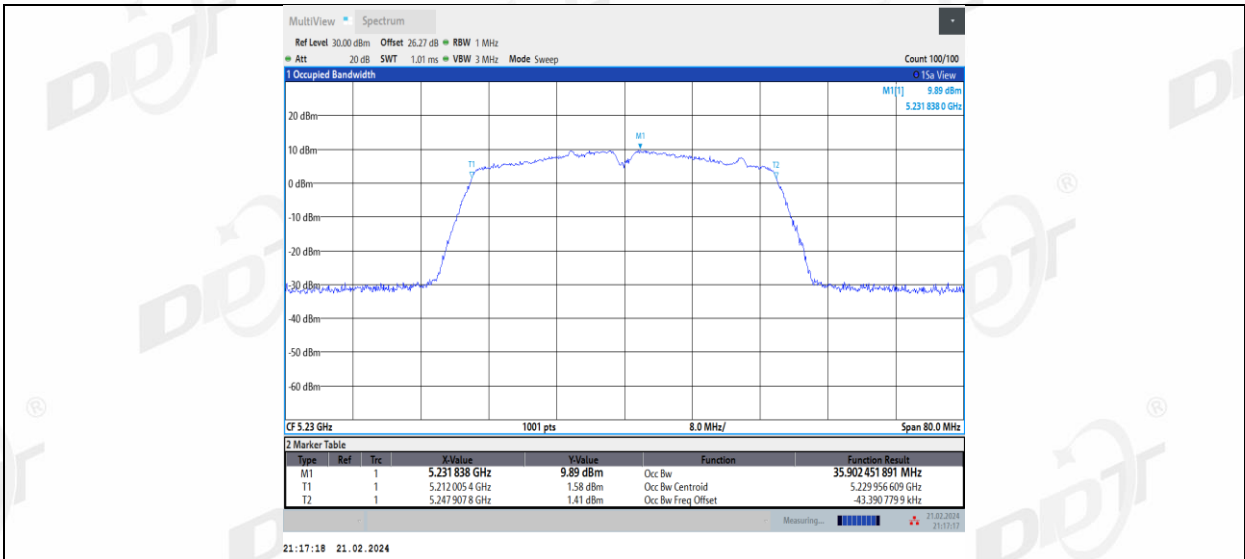 MultiView Spectrum
Ref Level 30.00 dBm Offset 26.27 dB RBW 1 MHz
Att 20 dB SWT 1.01 ms VBW 3 MHz Mode Sweep Count 100/100
1 Occupied Bandwidth 1Sa View
M1[1] 9.89 dBm
5.231 838 0 GHz
20 dBm
M1
10 dBm
T1 T2
0 dBm
-10 dBm
-20 dBm
-30 dBm
-40 dBm
-50 dBm
-60 dBm
CF 5.23 GHz 1001 pts 8.0 MHz/ Span 80.0 MHz
2 Marker Table
Type Ref Trc X-Value Y-Value Function Function Result
M1 1 5.231 838 GHz 9.89 dBm Occ Bw 35.902 451 891 MHz
T1 1 5.212 005 4 GHz 1.58 dBm Occ Bw Centroid 5.229 956 609 GHz
T2 1 5.247 907 8 GHz 1.41 dBm Occ Bw Freq Offset -43.390 779 9 kHz
Measuring... 21.02.2024
21:17:17
21:17:18 21.02.2024
DDT®